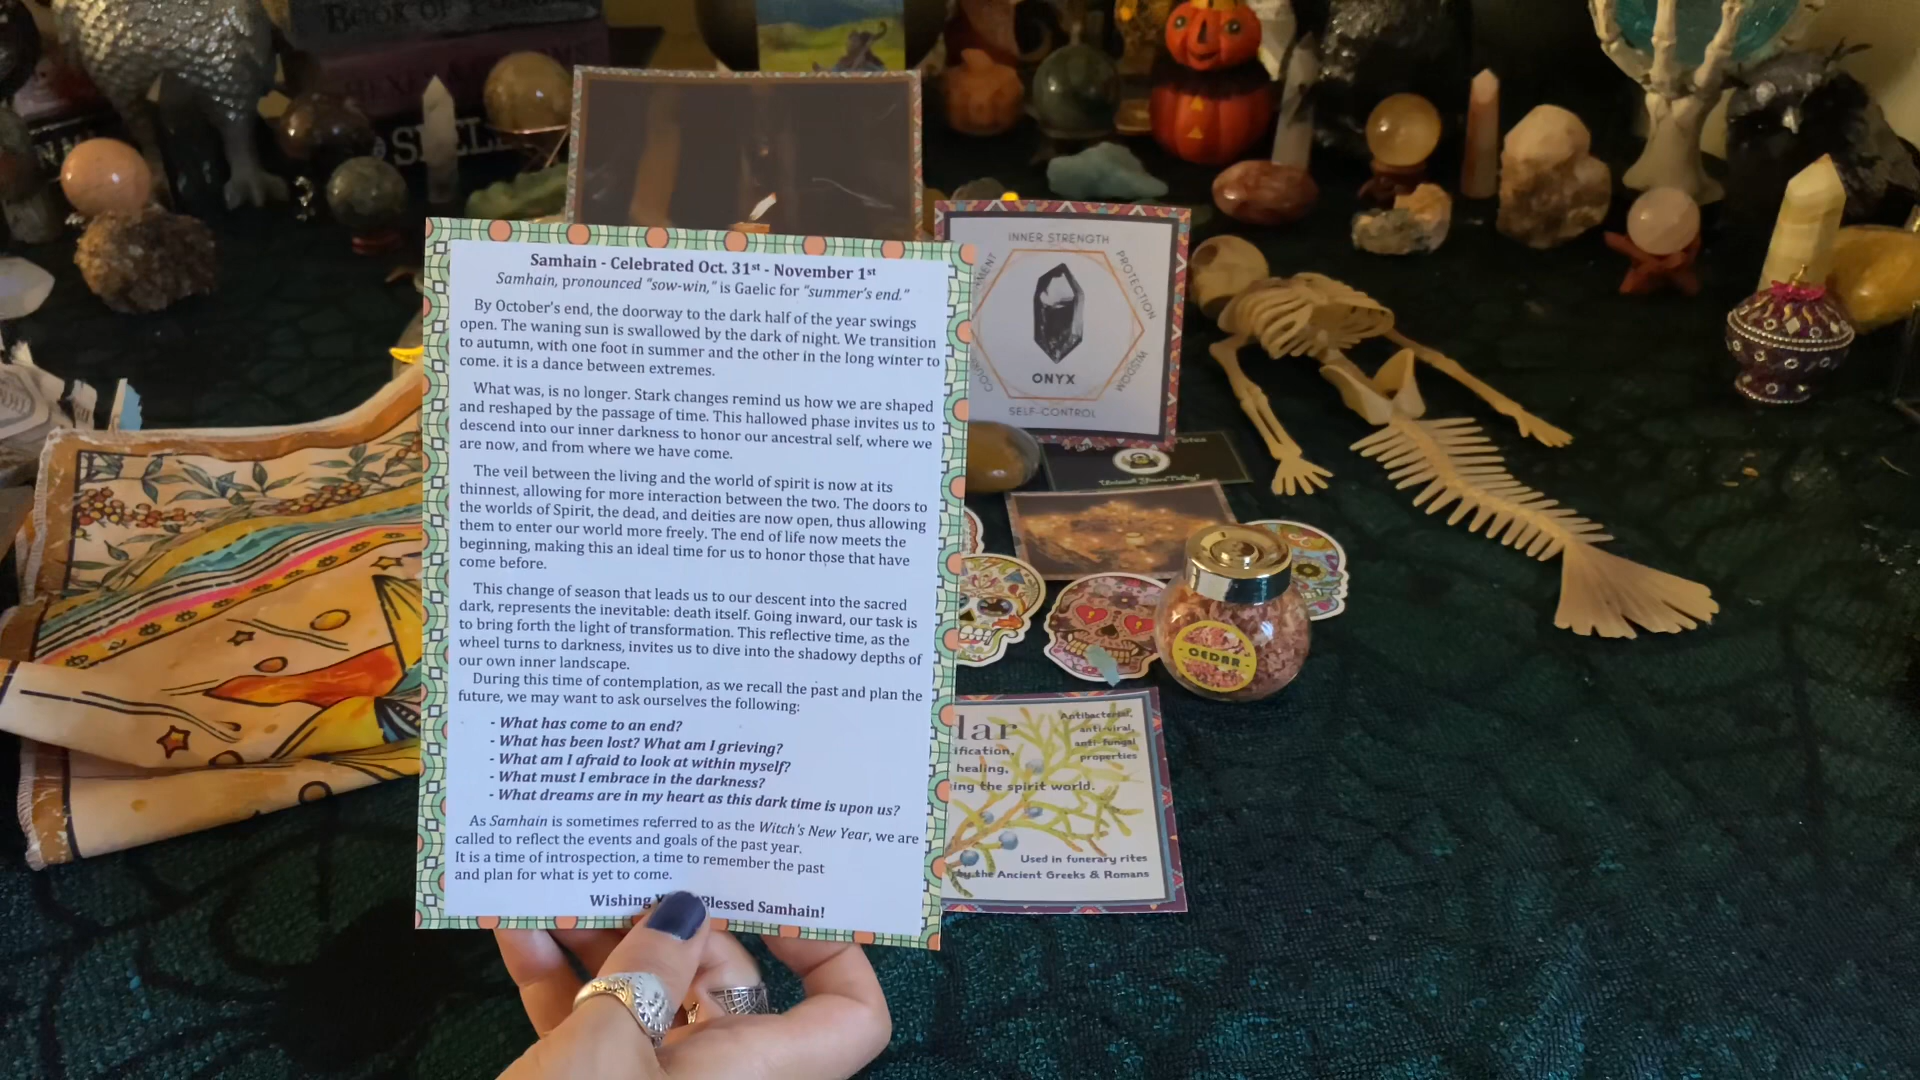 BOOK OF
SPELL
Samhain - Celebrated Oct. 31st - November 1st
Samhain, pronounced "sow-win," is Gaelic for "summer's end."
By October's end, the doorway to the dark half of the year swings
open. The waning sun is swallowed by the dark of night. We transition
to autumn, with one foot in summer and the other in the long winter to
come. it is a dance between extremes.
What was, is no longer. Stark changes remind us how we are shaped
and reshaped by the passage of time. This hallowed phase invites us to
descend into our inner darkness to honor our ancestral self, where we
are now, and from where we have come.
The veil between the living and the world of spirit is now at its
thinnest, allowing for more interaction between the two. The doors to
the worlds of Spirit, the dead, and deities are now open, thus allowing
them to enter our world more freely. The end of life now meets the
beginning, making this an ideal time for us to honor those that have
come before.
This change of season that leads us to our descent into the sacred
dark, represents the inevitable: death itself. Going inward, our task is
to bring forth the light of transformation. This reflective time, as the
wheel turns to darkness, invites us to dive into the shadowy depths of
our own inner landscape.
During this time of contemplation, as we recall the past and plan the
future, we may want to ask ourselves the following:
- What has come to an end?
- What has been lost? What am I grieving?
- What am I afraid to look at within myself?
- What must I embrace in the darkness?
- What dreams are in my heart as this dark time is upon us?
As Samhain is sometimes referred to as the Witch's New Year, we are
called to reflect the events and goals of the past year.
It is a time of introspection, a time to remember the past
and plan for what is yet to come.
Wishing Blessed Samhain!
INNER STRENGTH
PROTECTION
WISDOM
ONYX
SELF-CONTROL
CEDAR
Antibacterial,
anti-viral,
anti-fungal
properties
healing,
the spirit world.
Used in funerary rites
by the Ancient Greeks & Romans